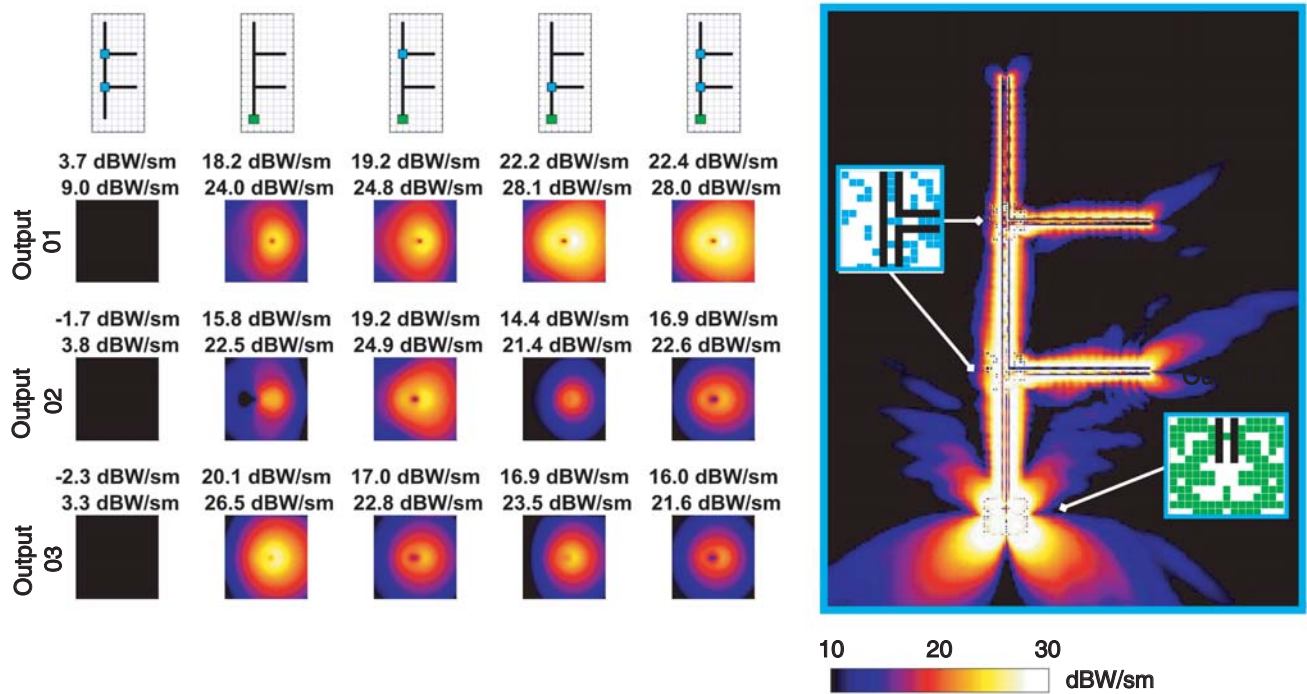 3.7 dBW/sm 18.2 dBW/sm 19.2 dBW/sm 22.2 dBW/sm 22.4 dBW/sm
9.0 dBW/sm 24.0 dBW/sm 24.8 dBW/sm 28.1 dBW/sm 28.0 dBW/sm
Output
01
-1.7 dBW/sm 15.8 dBW/sm 19.2 dBW/sm 14.4 dBW/sm 16.9 dBW/sm
3.8 dBW/sm 22.5 dBW/sm 24.9 dBW/sm 21.4 dBW/sm 22.6 dBW/sm
Output
02
-2.3 dBW/sm 20.1 dBW/sm 17.0 dBW/sm 16.9 dBW/sm 16.0 dBW/sm
3.3 dBW/sm 26.5 dBW/sm 22.8 dBW/sm 23.5 dBW/sm 21.6 dBW/sm
Output
03
10 20 30
dBW/sm